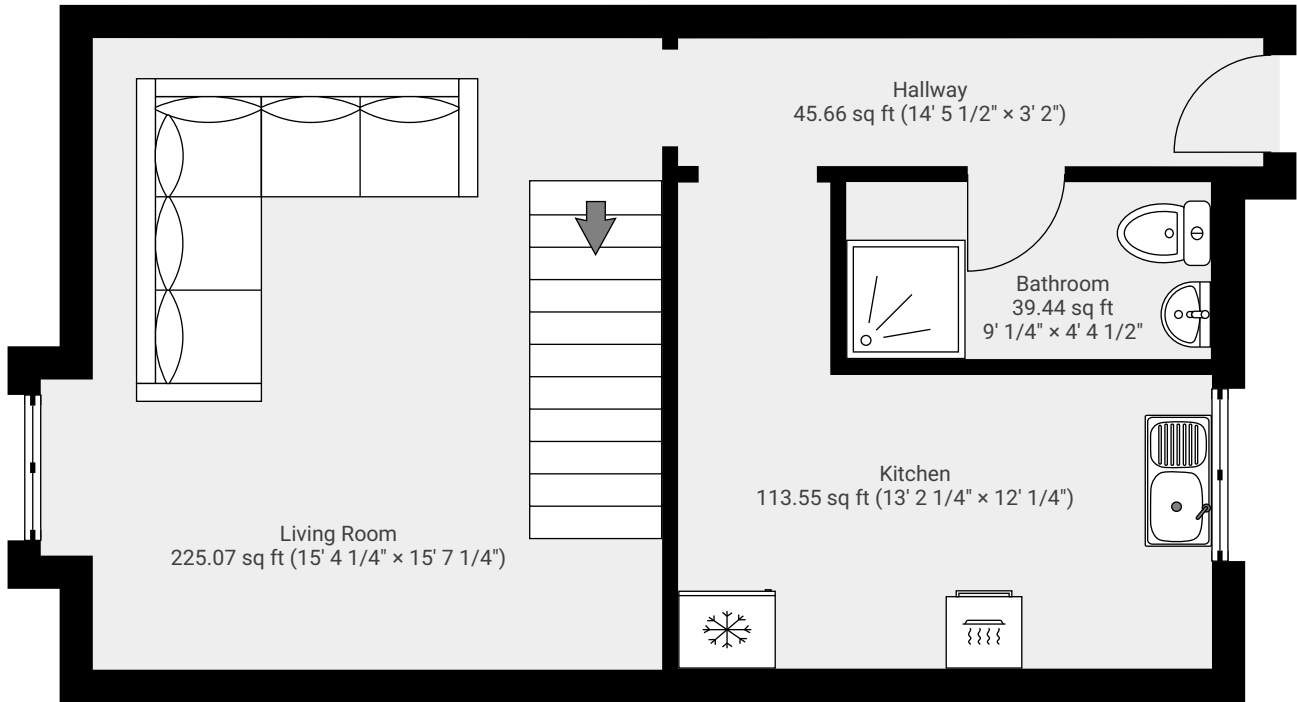 Hallway
45.66 sq ft (14' 5 1/2" × 3' 2")
Bathroom
39.44 sq ft
9' 1/4" × 4' 4 1/2"
Kitchen
113.55 sq ft (13' 2 1/4" × 12' 1/4")
Living Room
225.07 sq ft (15' 4 1/4" × 15' 7 1/4")